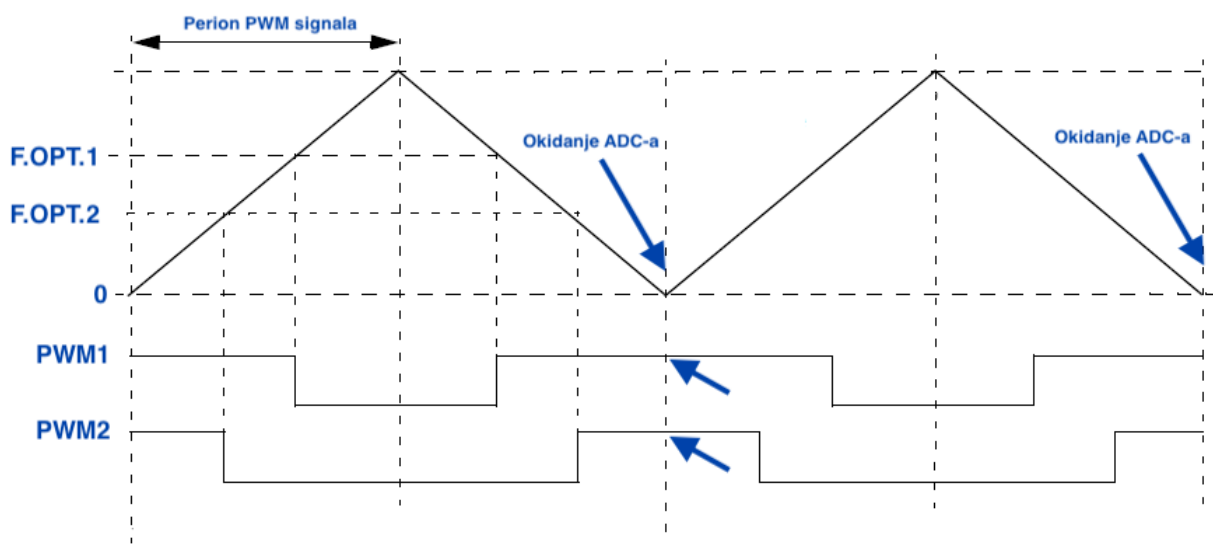 Perion PWM signala
Okidanje ADC-a
Okidanje ADC-a
F.OPT.1
F.OPT.2
0
PWM1
PWM2